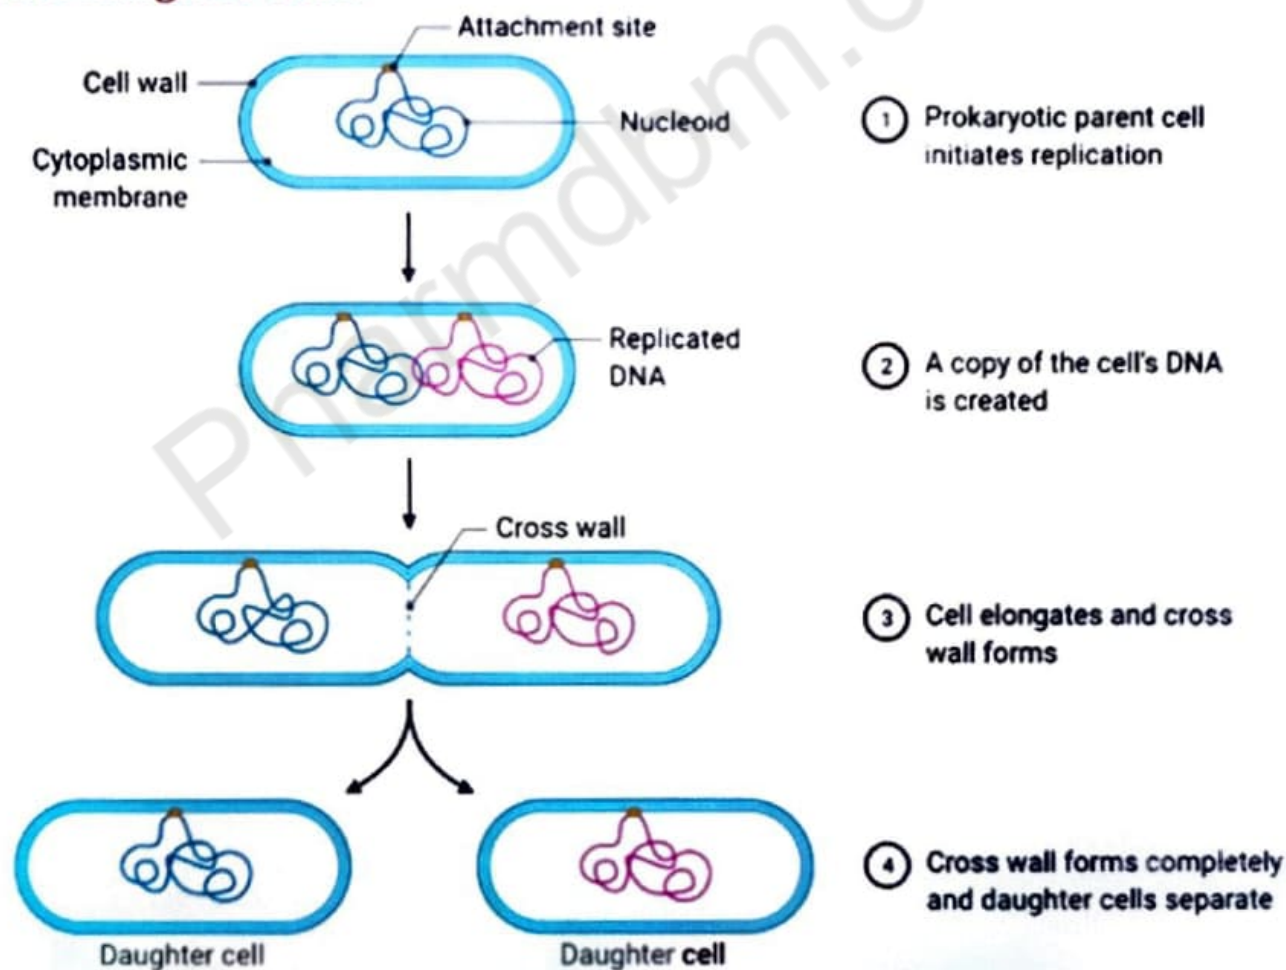 Attachment site
Cell wall
Nucleoid
Cytoplasmic
membrane
1 Prokaryotic parent cell
initiates replication
Replicated
DNA
2 A copy of the cell's DNA
is created
Cross wall
3 Cell elongates and cross
wall forms
4 Cross wall forms completely
and daughter cells separate
Daughter cell
Daughter cell